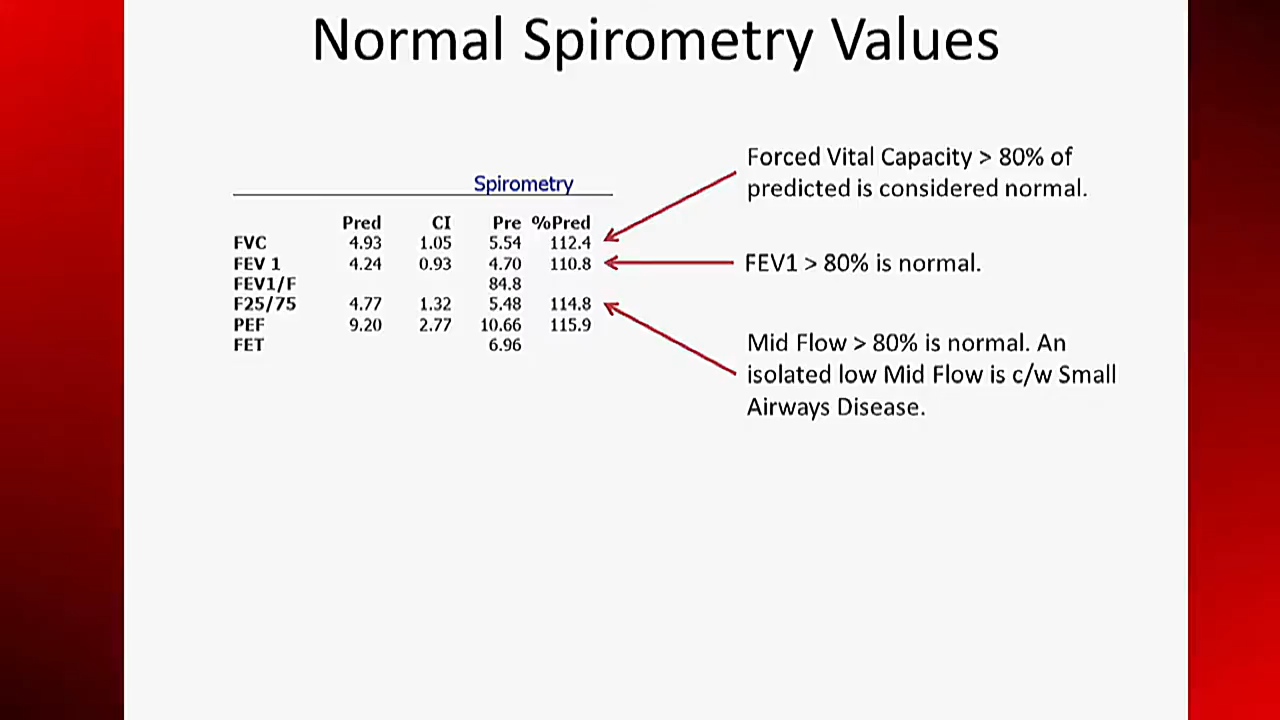 Normal Spirometry Values
Spirometry
Pred CI Pre %Pred
FVC 4.93 1.05 5.54 112.4
FEV 1 4.24 0.93 4.70 110.8
FEV1/F 84.8
F25/75 4.77 1.32 5.48 114.8
PEF 9.20 2.77 10.66 115.9
FET 6.96
Forced Vital Capacity > 80% of
predicted is considered normal.
FEV1 > 80% is normal.
Mid Flow > 80% is normal. An
isolated low Mid Flow is c/w Small
Airways Disease.